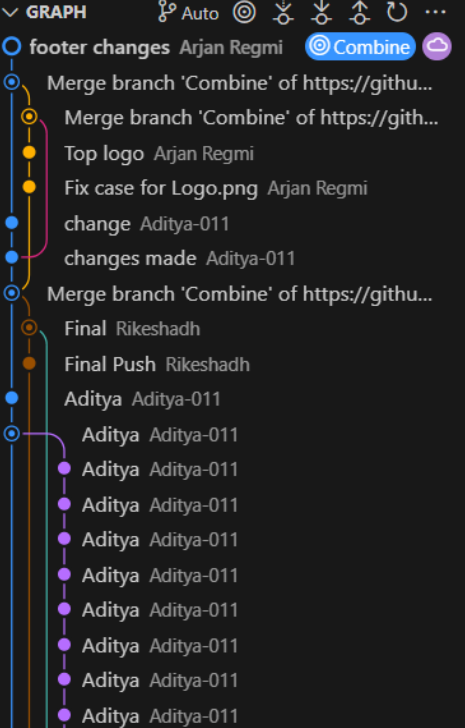 GRAPH Auto
footer changes Arjan Regmi Combine
Merge branch 'Combine' of https://githu...
Merge branch 'Combine' of https://gith...
Top logo Arjan Regmi
Fix case for Logo.png Arjan Regmi
change Aditya-011
changes made Aditya-011
Merge branch 'Combine' of https://githu...
Final Rikeshadh
Final Push Rikeshadh
Aditya Aditya-011
Aditya Aditya-011
Aditya Aditya-011
Aditya Aditya-011
Aditya Aditya-011
Aditya Aditya-011
Aditya Aditya-011
Aditya Aditya-011
Aditya Aditya-011
Aditya Aditya-011